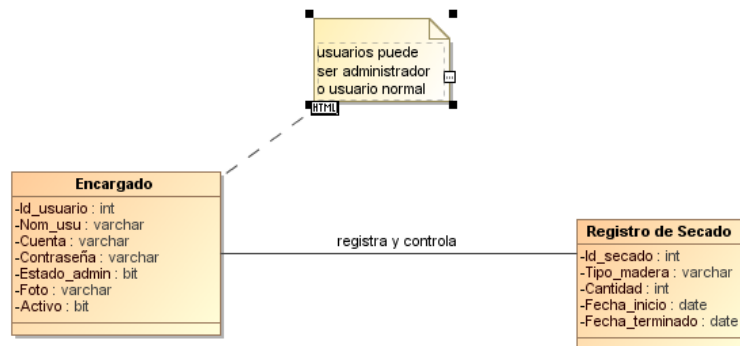 usuarios puede
ser administrador
o usuario normal
HTML
Encargado
-Id_usuario : int
-Nom_usu : varchar
-Cuenta : varchar
-Contraseña : varchar
-Estado_admin : bit
-Foto : varchar
-Activo : bit
registra y controla
Registro de Secado
-Id_secado : int
-Tipo_madera : varchar
-Cantidad : int
-Fecha_inicio : date
-Fecha_terminado : date